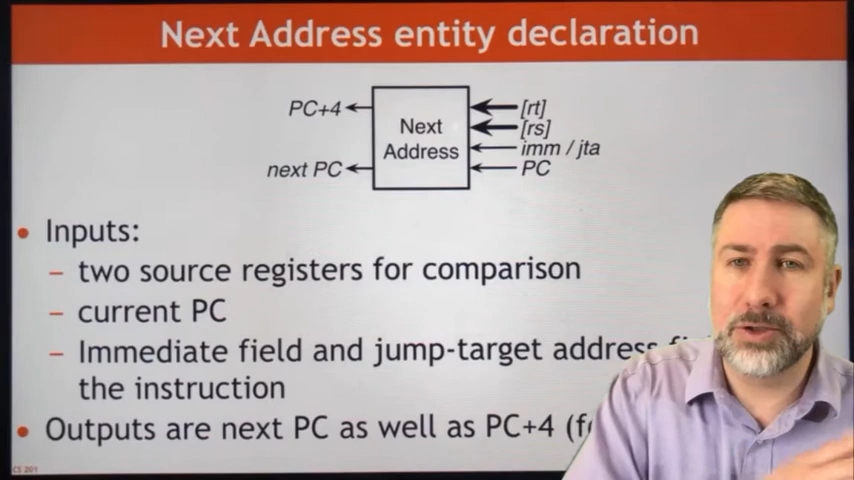 Next Address entity declaration
PC+4
Next
Address
next PC
[rt]
[rs]
imm / jta
PC
• Inputs:
– two source registers for comparison
– current PC
– Immediate field and jump-target address
the instruction
• Outputs are next PC as well as PC+4
CS 201